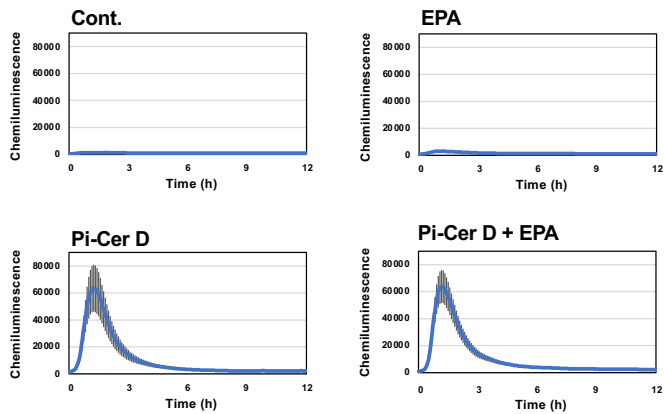 Cont.
Chemiluminescence
80000
60000
40000
20000
0
0 3 6 9 12
Time (h)
EPA
Chemiluminescence
80000
60000
40000
20000
0
0 3 6 9 12
Time (h)
Pi-Cer D
Chemiluminescence
80000
60000
40000
20000
0
0 3 6 9 12
Time (h)
Pi-Cer D + EPA
Chemiluminescence
80000
60000
40000
20000
0
0 3 6 9 12
Time (h)